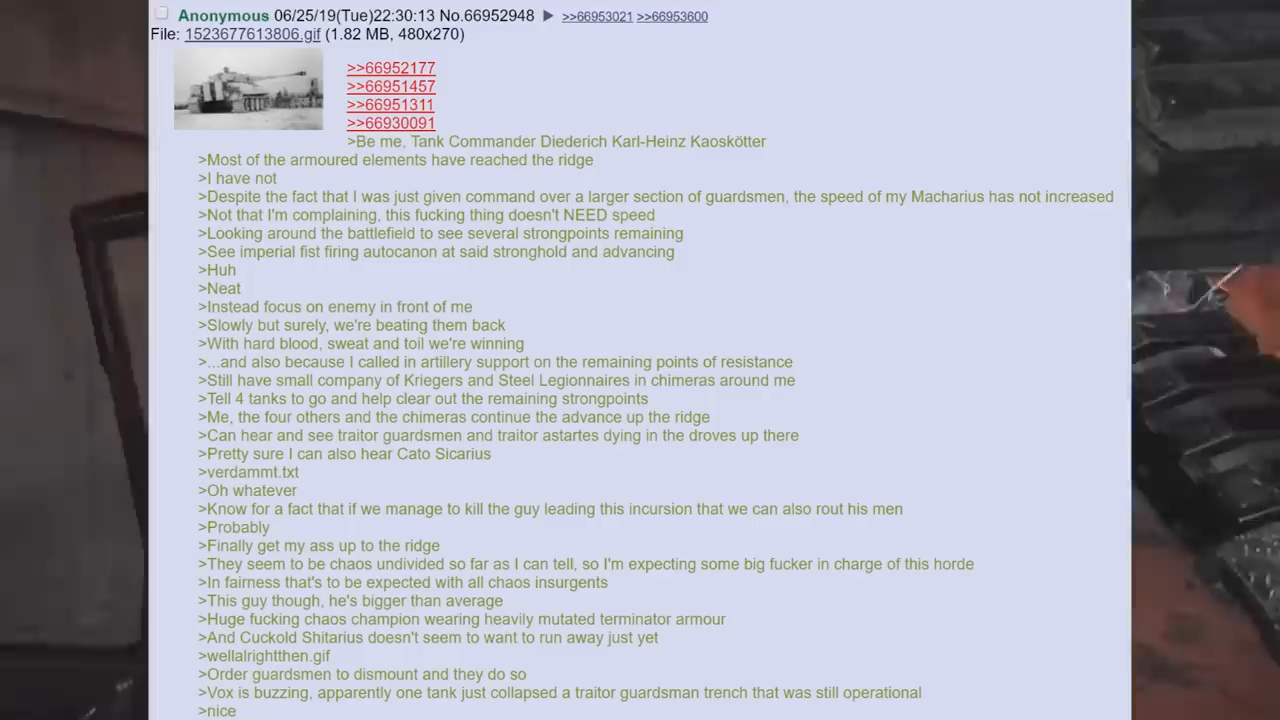 Anonymous 06/25/19(Tue)22:30:13 No.66952948 ▶ >>66953021 >>66953600
File: 1523677613806.gif (1.82 MB, 480x270)
>>66952177
>>66951457
>>66951311
>>66930091
>Be me, Tank Commander Diederich Karl-Heinz Kaoskötter
>Most of the armoured elements have reached the ridge
>I have not
>Despite the fact that I was just given command over a larger section of guardsmen, the speed of my Macharius has not increased
>Not that I'm complaining, this fucking thing doesn't NEED speed
>Looking around the battlefield to see several strongpoints remaining
>See imperial fist firing autocanon at said stronghold and advancing
>Huh
>Neat
>Instead focus on enemy in front of me
>Slowly but surely, we're beating them back
>With hard blood, sweat and toil we're winning
>...and also because I called in artillery support on the remaining points of resistance
>Still have small company of Kriegers and Steel Legionnaires in chimeras around me
>Tell 4 tanks to go and help clear out the remaining strongpoints
>Me, the four others and the chimeras continue the advance up the ridge
>Can hear and see traitor guardsmen and traitor astartes dying in the droves up there
>Pretty sure I can also hear Cato Sicarius
>verdammt.txt
>Oh whatever
>Know for a fact that if we manage to kill the guy leading this incursion that we can also rout his men
>Probably
>Finally get my ass up to the ridge
>They seem to be chaos undivided so far as I can tell, so I'm expecting some big fucker in charge of this horde
>In fairness that's to be expected with all chaos insurgents
>This guy though, he's bigger than average
>Huge fucking chaos champion wearing heavily mutated terminator armour
>And Cuckold Shitarius doesn't seem to want to run away just yet
>wellalrightthen.gif
>Order guardsmen to dismount and they do so
>Vox is buzzing, apparently one tank just collapsed a traitor guardsman trench that was still operational
>nice